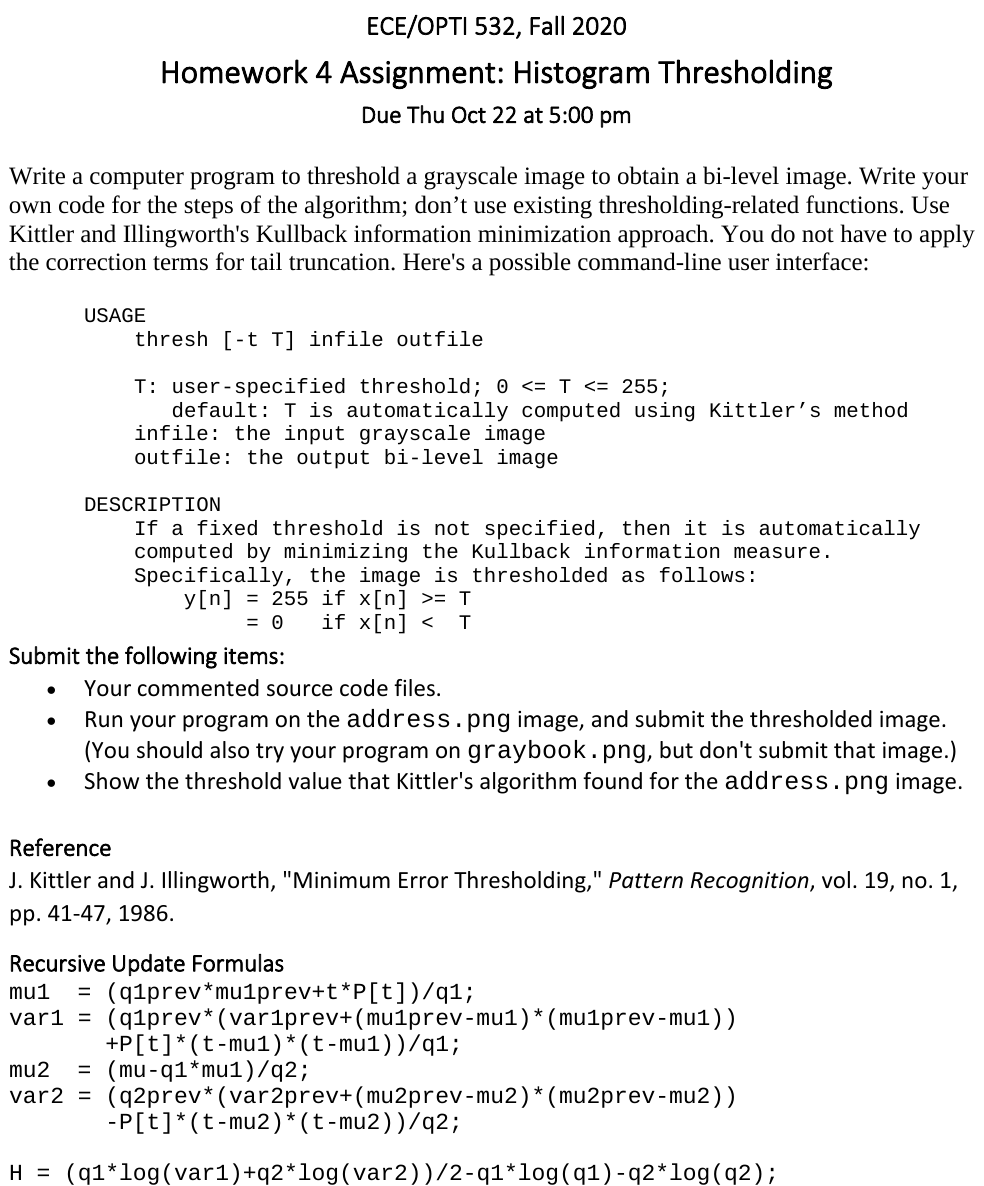 ECE/OPTI 532, Fall 2020
Homework 4 Assignment: Histogram Thresholding
Due Thu Oct 22 at 5:00 pm
Write a computer program to threshold a grayscale image to obtain a bi-level image. Write your
own code for the steps of the algorithm; don’t use existing thresholding-related functions. Use
Kittler and Illingworth's Kullback information minimization approach. You do not have to apply
the correction terms for tail truncation. Here's a possible command-line user interface:
USAGE
thresh [-t T] infile outfile
T: user-specified threshold; 0 <= T <= 255;
default: T is automatically computed using Kittler’s method
infile: the input grayscale image
outfile: the output bi-level image
DESCRIPTION
If a fixed threshold is not specified, then it is automatically
computed by minimizing the Kullback information measure.
Specifically, the image is thresholded as follows:
y[n] = 255 if x[n] >= T
= 0   if x[n] <  T
Submit the following items:
• Your commented source code files.
• Run your program on the address.png image, and submit the thresholded image.
(You should also try your program on graybook.png, but don't submit that image.)
• Show the threshold value that Kittler's algorithm found for the address.png image.
Reference
J. Kittler and J. Illingworth, "Minimum Error Thresholding," Pattern Recognition, vol. 19, no. 1,
pp. 41-47, 1986.
Recursive Update Formulas
mu1  = (q1prev*mu1prev+t*P[t])/q1;
var1 = (q1prev*(var1prev+(mu1prev-mu1)*(mu1prev-mu1))
+P[t]*(t-mu1)*(t-mu1))/q1;
mu2  = (mu-q1*mu1)/q2;
var2 = (q2prev*(var2prev+(mu2prev-mu2)*(mu2prev-mu2))
-P[t]*(t-mu2)*(t-mu2))/q2;
H = (q1*log(var1)+q2*log(var2))/2-q1*log(q1)-q2*log(q2);